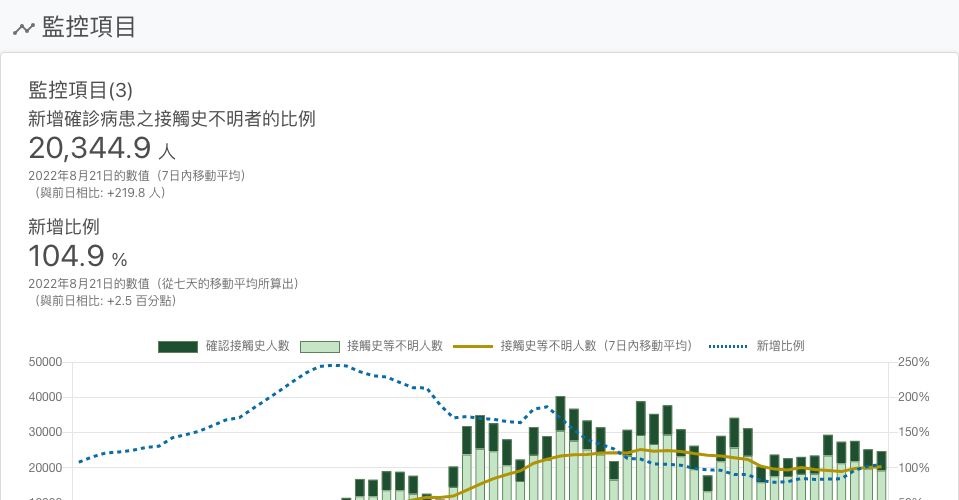 監控項目
監控項目(3)
新增確診病患之接觸史不明者的比例
20,344.9 人
2022年8月21日的數值（7日內移動平均）
（與前日相比: +219.8 人）
新增比例
104.9 %
2022年8月21日的數值（從七天的移動平均所算出）
（與前日相比: +2.5 百分點）
確認接觸史人數 接觸史等不明人數 接觸史等不明人數（7日內移動平均） 新增比例
50000 250%
40000 200%
30000 150%
20000 100%